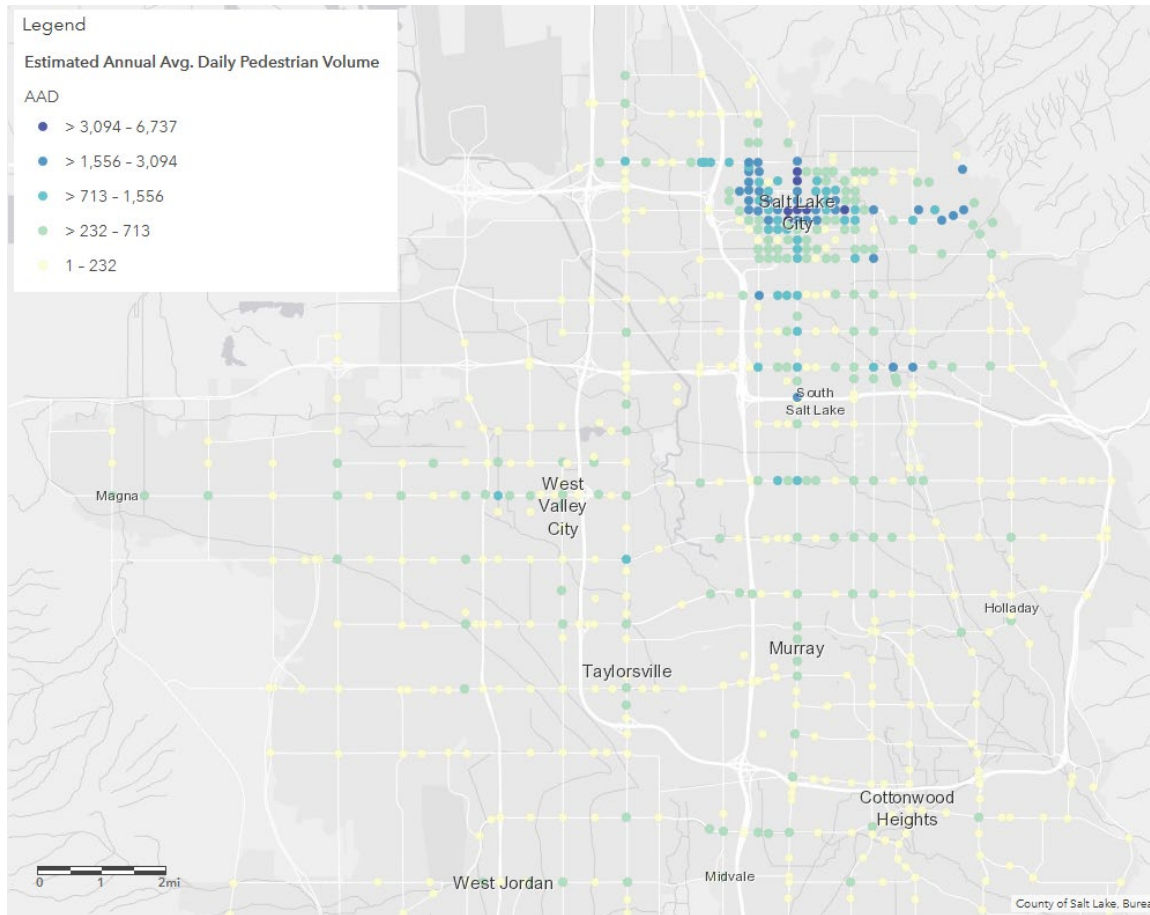 Legend
Estimated Annual Avg. Daily Pedestrian Volume
AAD
> 3,094 - 6,737
> 1,556 - 3,094
> 713 - 1,556
> 232 - 713
1 - 232
Salt Lake
City
South
Salt Lake
Magna
West
Valley
City
Holladay
Murray
Taylorsville
Cottonwood
Heights
Midvale
West Jordan
0 1 2mi
County of Salt Lake, Burea